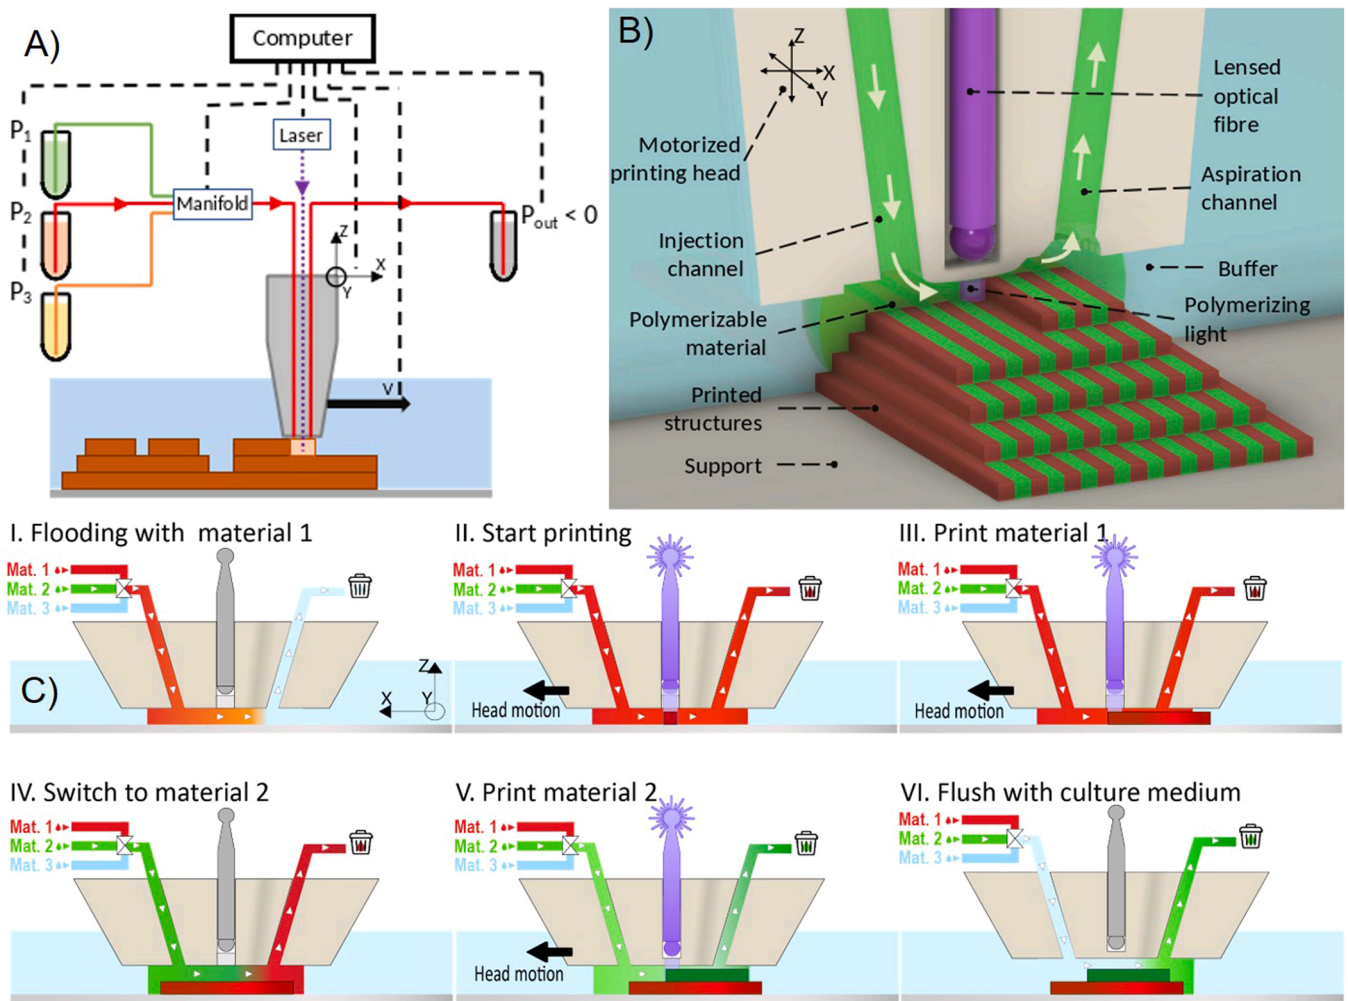 A)
Computer
Laser
P1
P2
P3
Manifold
Pout < 0
Z
X
Y
V
B)
Z
X
Y
Motorized
printing head
Injection
channel
Polymerizable
material
Printed
structures
Support
Lensed
optical
fibre
Aspiration
channel
Buffer
Polymerizing
light
C)
I. Flooding with material 1
Mat. 1
Mat. 2
Mat. 3
Z
X
Y
II. Start printing
Mat. 1
Mat. 2
Mat. 3
Head motion
III. Print material 1
Mat. 1
Mat. 2
Mat. 3
Head motion
IV. Switch to material 2
Mat. 1
Mat. 2
Mat. 3
V. Print material 2
Mat. 1
Mat. 2
Mat. 3
Head motion
VI. Flush with culture medium
Mat. 1
Mat. 2
Mat. 3